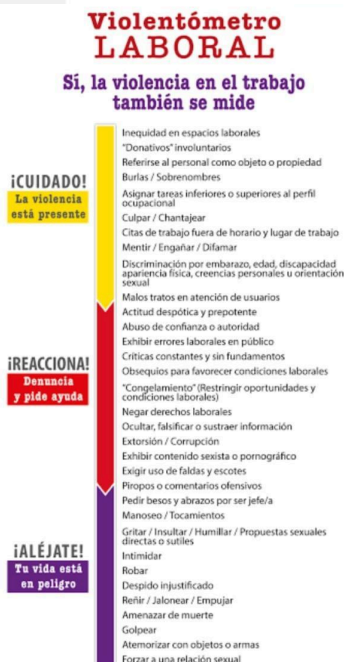 Violentómetro
LABORAL
Sí, la violencia en el trabajo
también se mide
¡CUIDADO!
La violencia
está presente
Inequidad en espacios laborales
"Donativos" involuntarios
Referirse al personal como objeto o propiedad
Burlas / Sobrenombres
Asignar tareas inferiores o superiores al perfil
ocupacional
Culpar / Chantajear
Citas de trabajo fuera de horario y lugar de trabajo
Mentir / Engañar / Difamar
Discriminación por embarazo, edad, discapacidad
apariencia física, creencias personales u orientación
sexual
Malos tratos en atención de usuarios
¡REACCIONA!
Denuncia
y pide ayuda
Actitud despótica y prepotente
Abuso de confianza o autoridad
Exhibir errores laborales en público
Críticas constantes y sin fundamentos
Obsequios para favorecer condiciones laborales
"Congelamiento" (Restringir oportunidades y
condiciones laborales)
Negar derechos laborales
Ocultar, falsificar o sustraer información
Extorsión / Corrupción
Exhibir contenido sexista o pornográfico
Exigir uso de faldas y escotes
Piropos o comentarios ofensivos
¡ALÉJATE!
Tu vida está
en peligro
Pedir besos y abrazos por ser jefe/a
Manoseo / Tocamientos
Gritar / Insultar / Humillar / Propuestas sexuales
directas o sutiles
Intimidar
Robar
Despido injustificado
Reñir / Jalonear / Empujar
Amenazar de muerte
Golpear
Atemorizar con objetos o armas
Forzar a una relación sexual